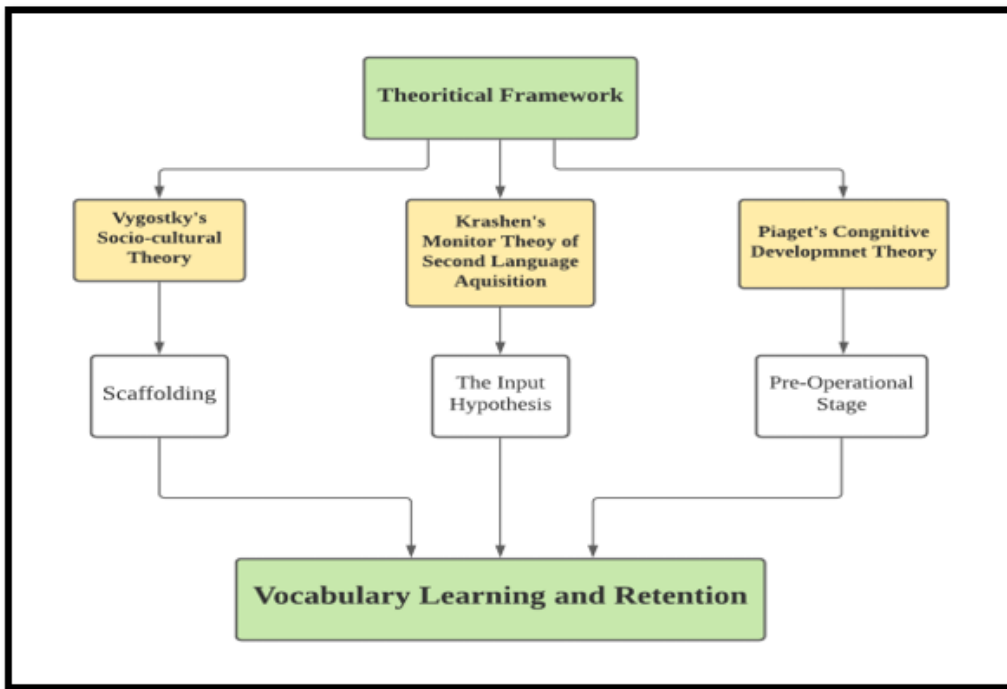 Theoritical Framework
Vygostky's
Socio-cultural
Theory
Krashen's
Monitor Theoy of
Second Language
Aquisition
Piaget's Congnitive
Developmnet Theory
Scaffolding
The Input
Hypothesis
Pre-Operational
Stage
Vocabulary Learning and Retention